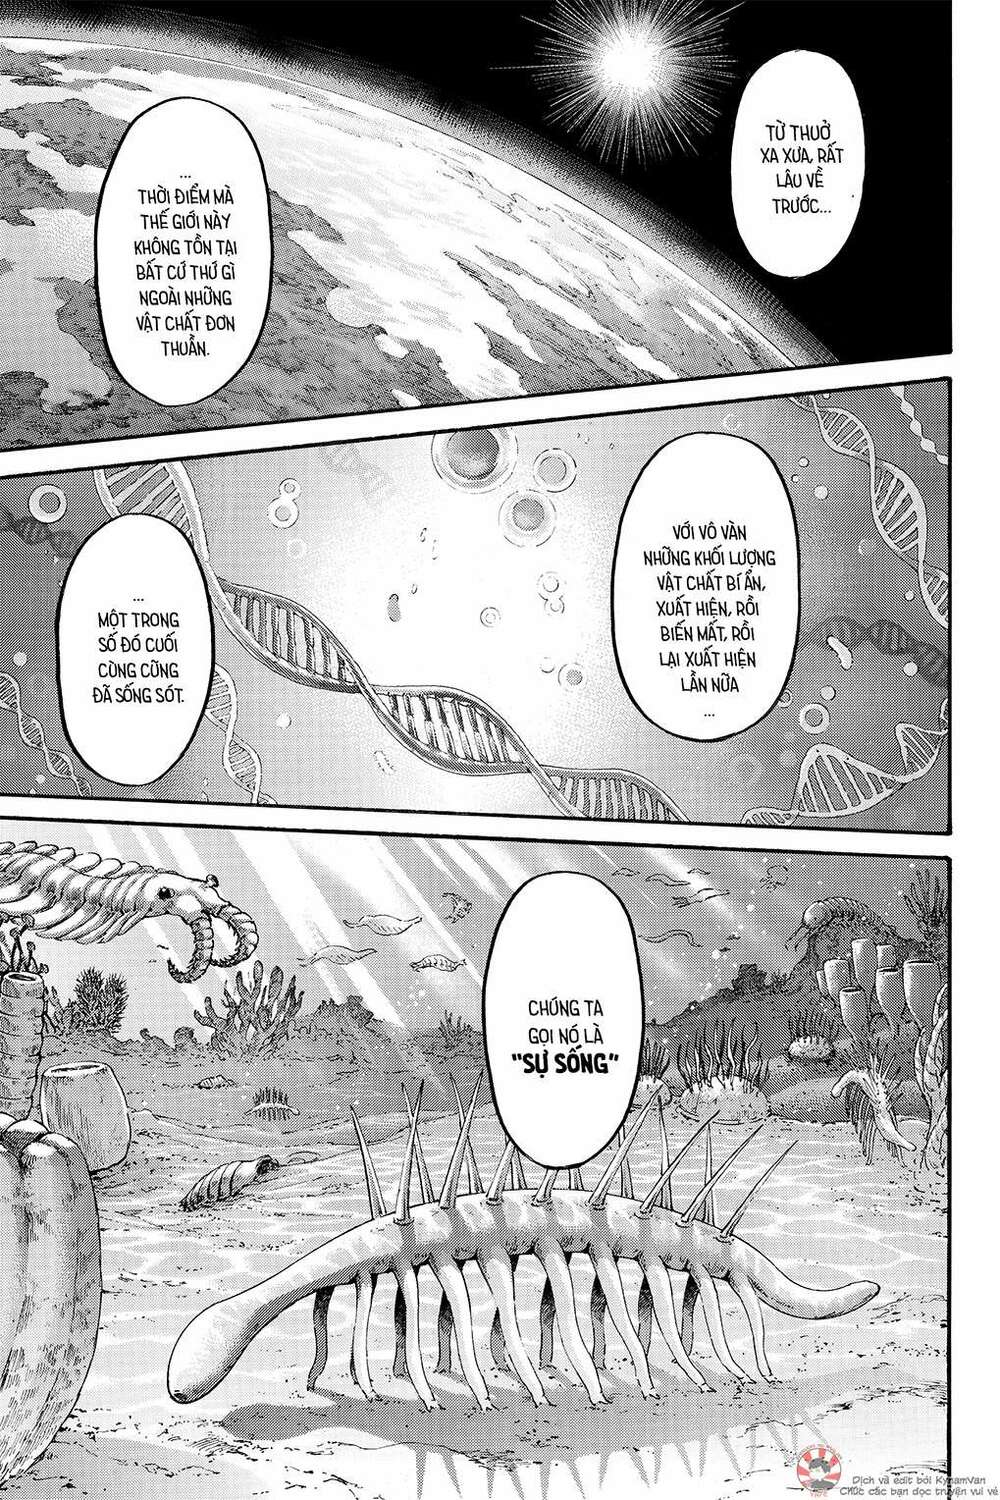 TỪ THUỞ
XA XƯA, RẤT
LÂU VỀ
TRƯỚC...
...
THỜI ĐIỂM MÀ
THẾ GIỚI NÀY
KHÔNG TỒN TẠI
BẤT CỨ THỨ GÌ
NGOÀI NHỮNG
VẬT CHẤT ĐƠN
THUẦN.
VỚI VÔ VÀN
NHỮNG KHỐI LƯỢNG
VẬT CHẤT BÍ ẨN,
XUẤT HIỆN, RỒI
BIẾN MẤT, RỒI
LẠI XUẤT HIỆN
LẦN NỮA
...
...
MỘT TRONG
SỐ ĐÓ CUỐI
CÙNG CŨNG
ĐÃ SỐNG SÓT.
CHÚNG TA
GỌI NÓ LÀ
"SỰ SỐNG"
Dịch và edit bởi KynamVan
Chúc các bạn đọc truyện vui vẻ